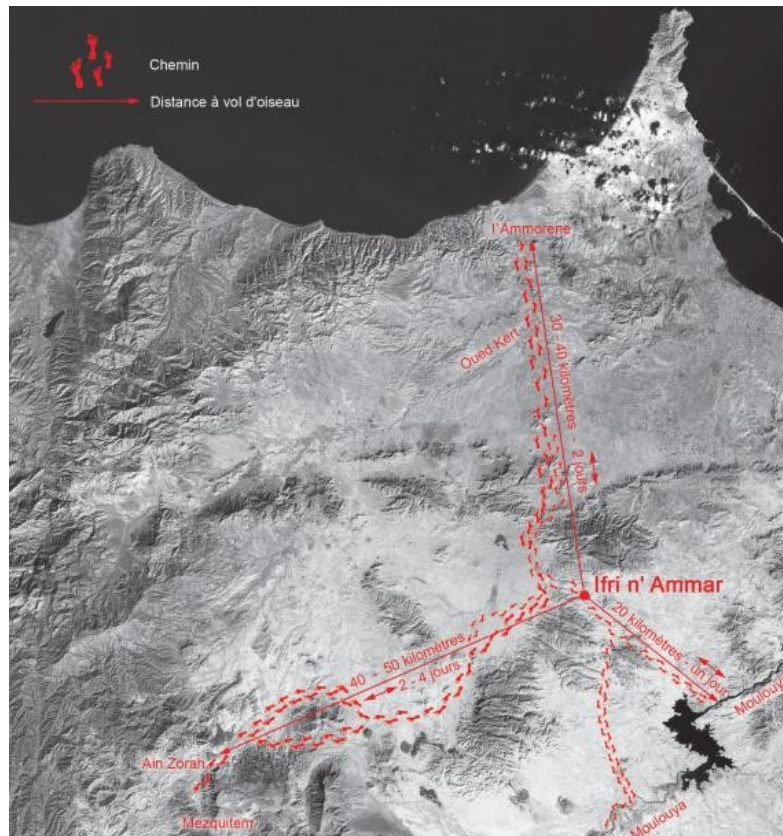 Chemin
Distance à vol d'oiseau
l'Ammorene
Oued Kert
30 - 40 kilomètres - 2 jours
Ifri n' Ammar
20 kilomètres - un jour
40 - 50 kilomètres
2 - 4 jours
Moulouya
Ain Zorah
Mezquitem
Moulouya